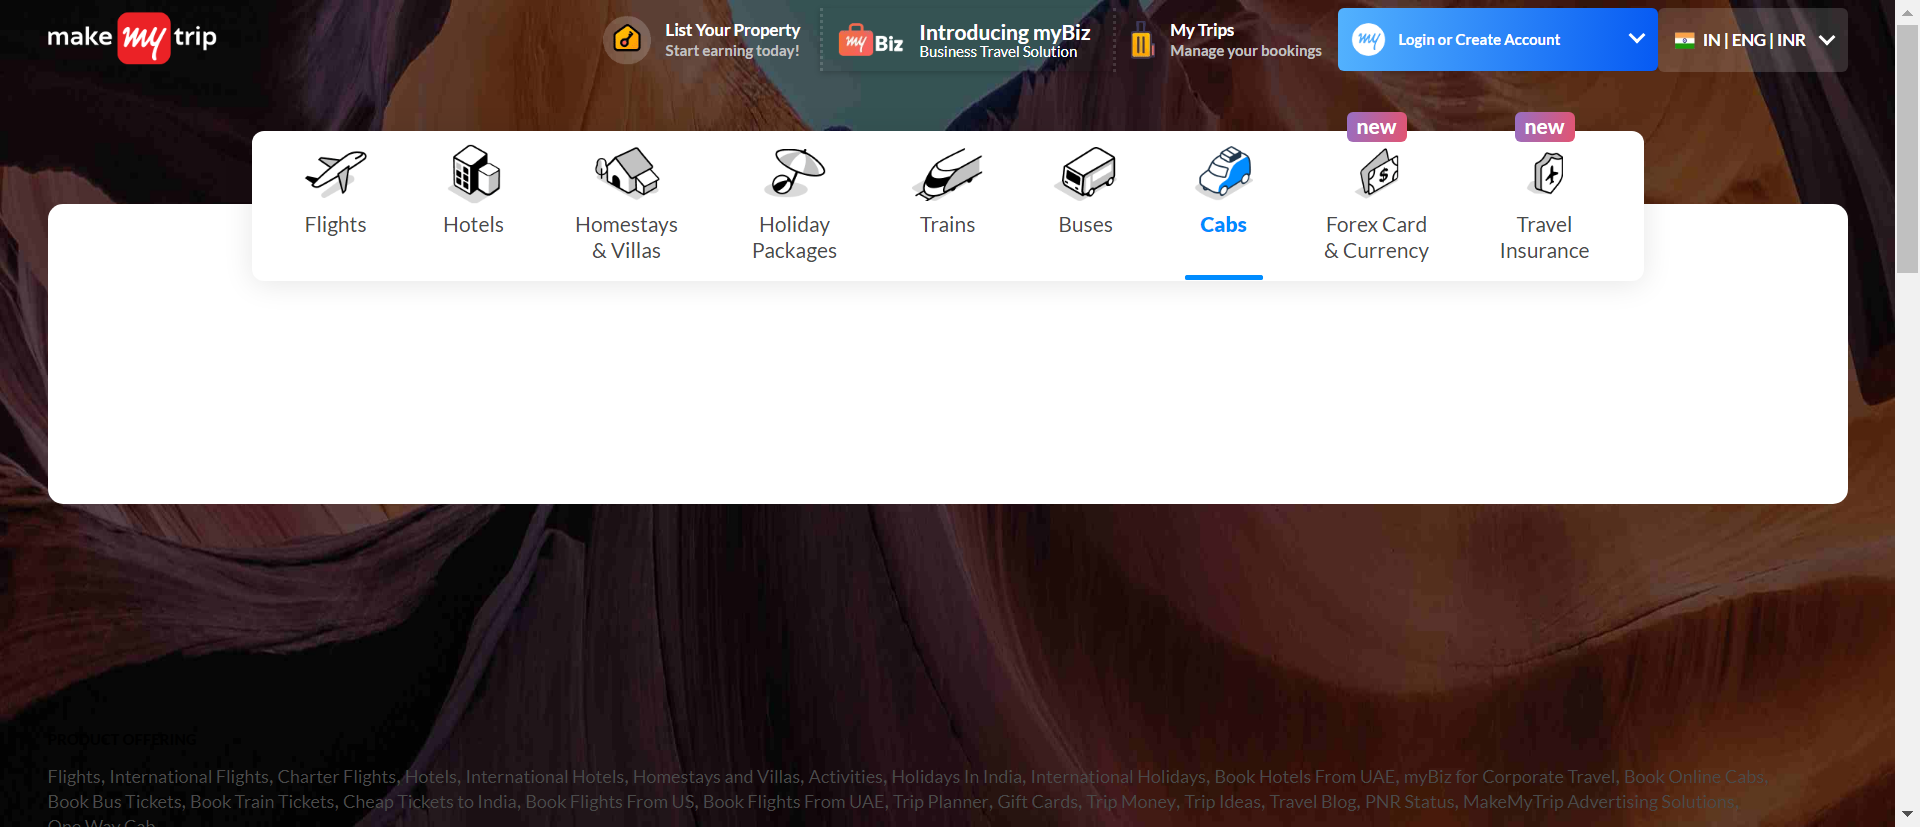 make my trip
List Your Property
Start earning today!
my Biz
Introducing myBiz
Business Travel Solution
My Trips
Manage your bookings
my
Login or Create Account
IN | ENG | INR
new
new
Flights
Hotels
Homestays
& Villas
Holiday
Packages
Trains
Buses
Cabs
Forex Card
& Currency
Travel
Insurance
PRODUCT OFFERING
Flights, International Flights, Charter Flights, Hotels, International Hotels, Homestays and Villas, Activities, Holidays In India, International Holidays, Book Hotels From UAE, myBiz for Corporate Travel, Book Online Cabs,
Book Bus Tickets, Book Train Tickets, Cheap Tickets to India, Book Flights From US, Book Flights From UAE, Trip Planner, Gift Cards, Trip Money, Trip Ideas, Travel Blog, PNR Status, MakeMyTrip Advertising Solutions,
One Way Cab